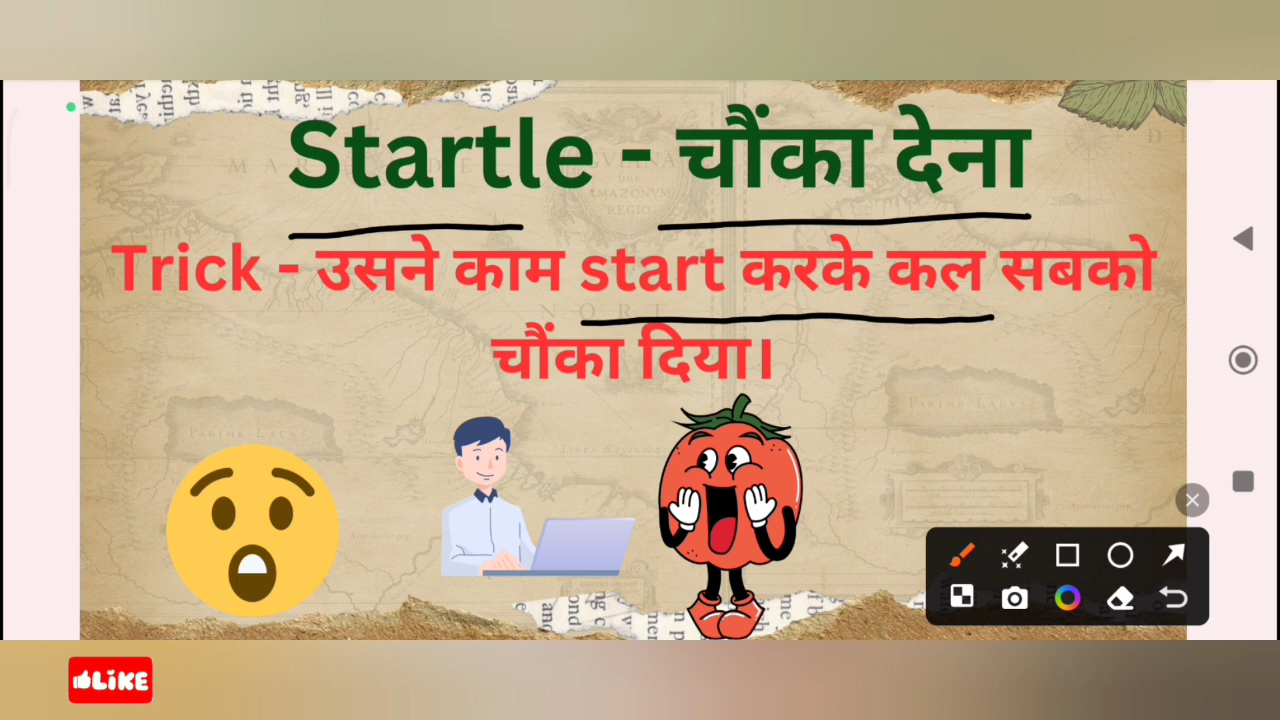 Startle - चौंका देना
Trick - उसने काम start करके कल सबको
चौंका दिया।
LIKE